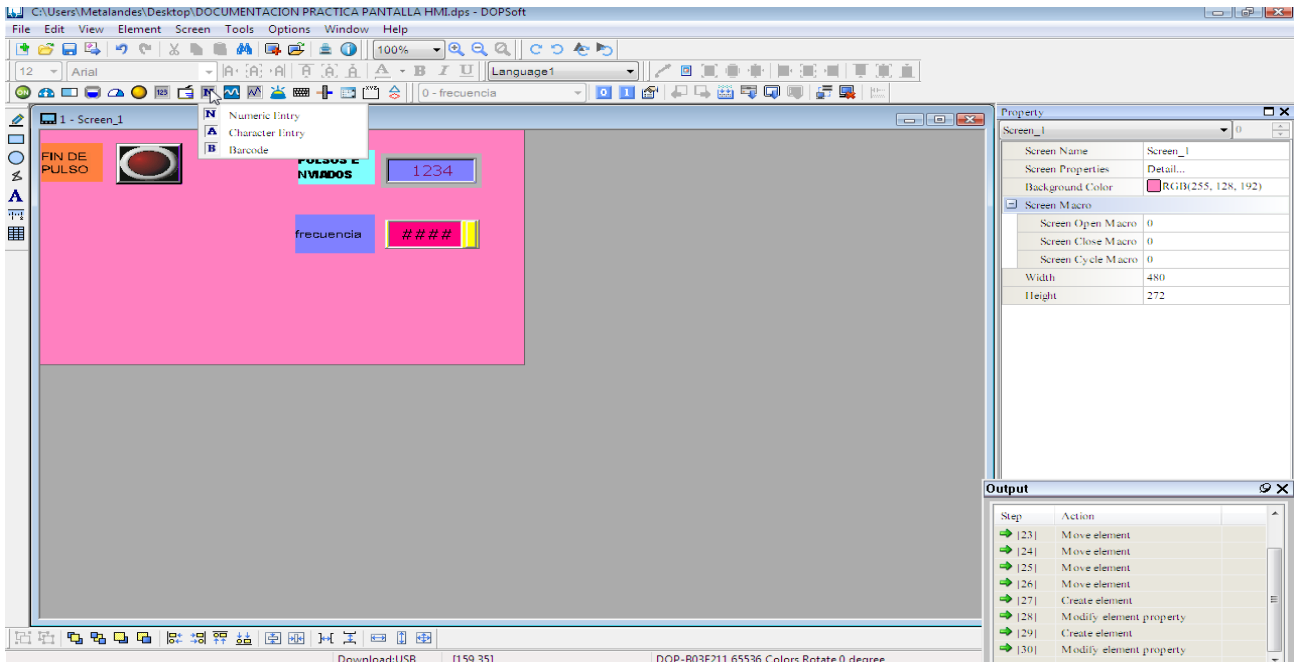 C:\Users\Metalandes\Desktop\DOCUMENTACION PRACTICA PANTALLA HMI.dps - DOPSoft
File Edit View Element Screen Tools Options Window Help
100%
12 Arial A B I U Language1
0 - frecuencia
1 - Screen_1
N Numeric Entry
A Character Entry
B Barcode
FIN DE
PULSO
PULSOS E
NVIADOS
1234
frecuencia
####
Property
Screen_1 0
Screen Name Screen_1
Screen Properties Detail...
Background Color RGB(255, 128, 192)
Screen Macro
Screen Open Macro 0
Screen Close Macro 0
Screen Cycle Macro 0
Width 480
Height 272
Output
Step Action
[23] Move element
[24] Move element
[25] Move element
[26] Move element
[27] Create element
[28] Modify element property
[29] Create element
[30] Modify element property
Download:USB [159,35] DOP-B03E211 65536 Colors Rotate 0 degree